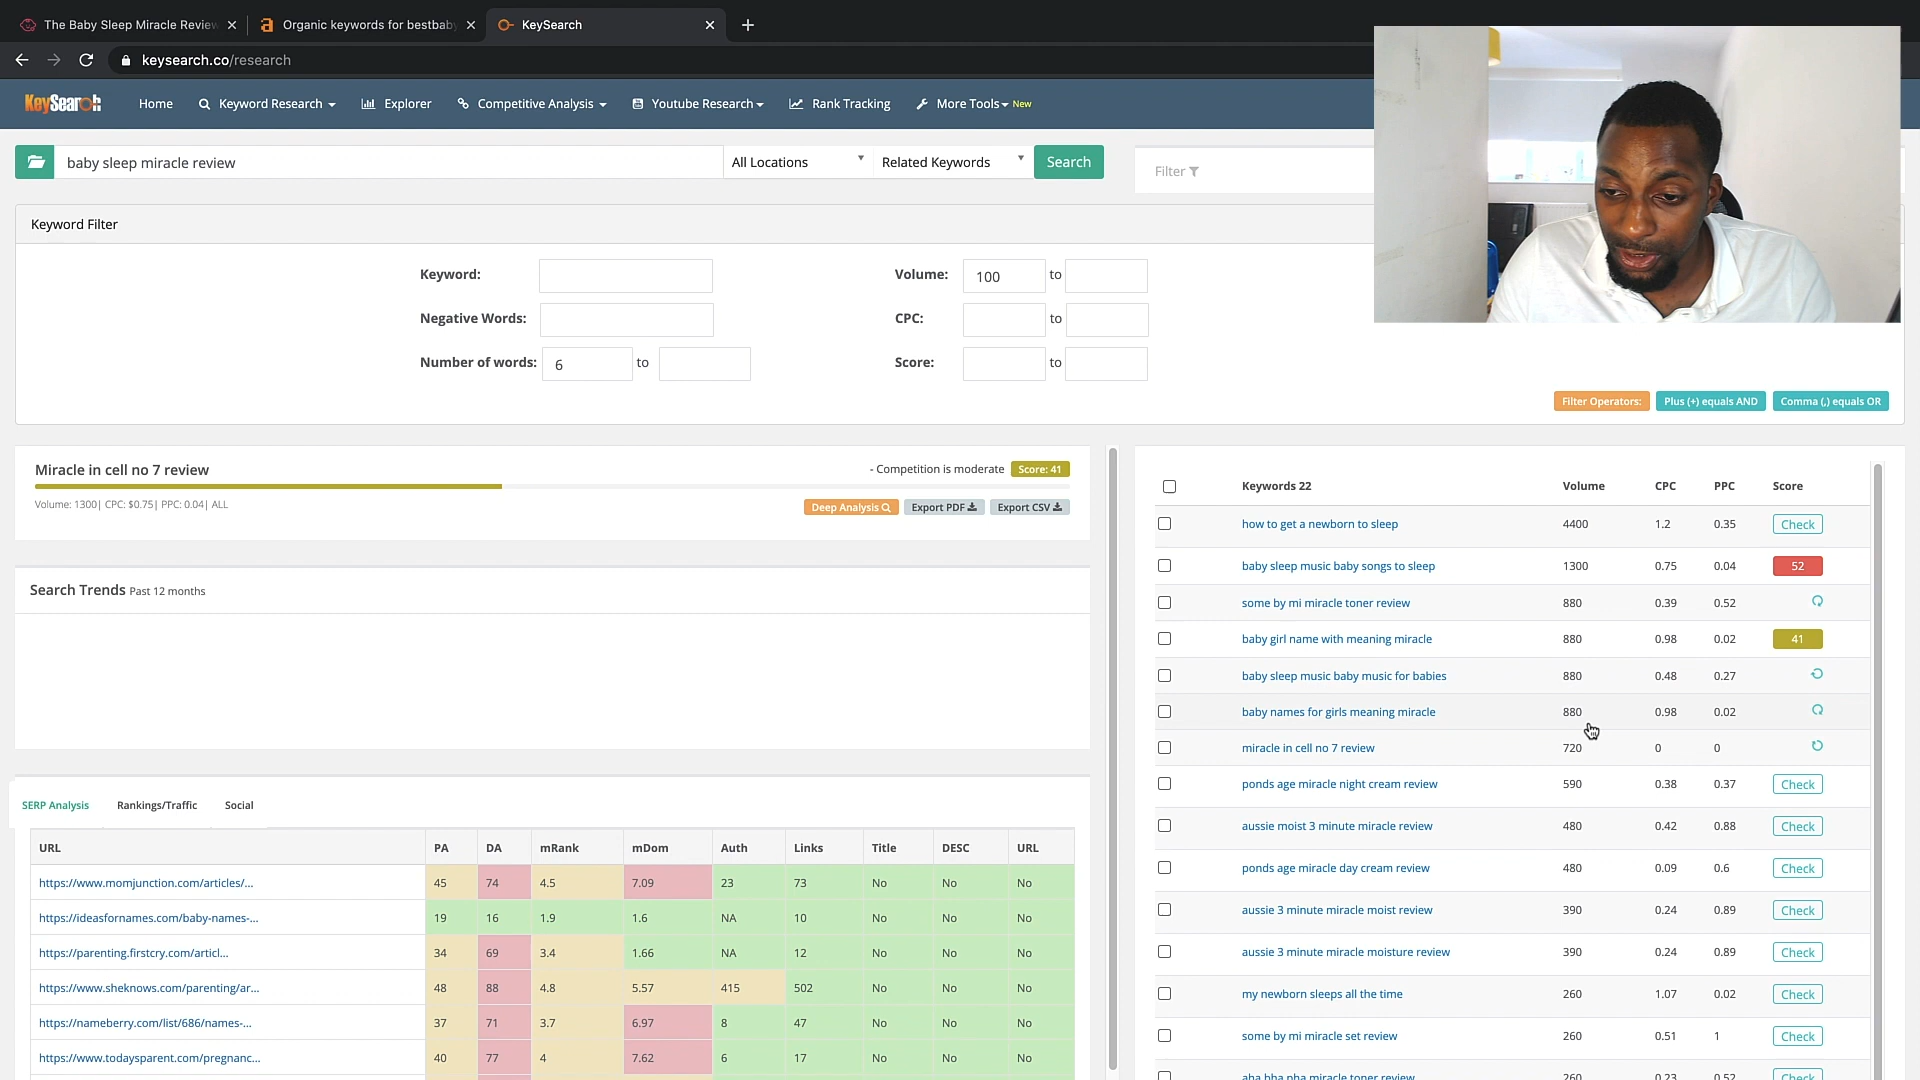 The Baby Sleep Miracle Review
Organic keywords for bestbaby
KeySearch
keysearch.co/research
KeySearch
Home
Keyword Research
Explorer
Competitive Analysis
Youtube Research
Rank Tracking
More Tools New
baby sleep miracle review
All Locations
Related Keywords
Search
Filter
Keyword Filter
Keyword:
Volume: 100 to
Negative Words:
CPC: to
Number of words: 6 to
Score: to
Filter Operators: Plus (+) equals AND Comma (,) equals OR
Miracle in cell no 7 review
- Competition is moderate Score: 41
Volume: 1300| CPC: $0.75| PPC: 0.04| ALL
Deep Analysis Export PDF Export CSV
Search Trends Past 12 months
SERP Analysis Rankings/Traffic Social
URL PA DA mRank mDom Auth Links Title DESC URL
https://www.momjunction.com/articles/... 45 74 4.5 7.09 23 73 No No No
https://ideasfornames.com/baby-names-... 19 16 1.9 1.6 NA 10 No No No
https://parenting.firstcry.com/articl... 34 69 3.4 1.66 NA 12 No No No
https://www.sheknows.com/parenting/ar... 48 88 4.8 5.57 415 502 No No No
https://nameberry.com/list/686/names-... 37 71 3.7 6.97 8 47 No No No
https://www.todaysparent.com/pregnanc... 40 77 4 7.62 6 17 No No No
Keywords 22 Volume CPC PPC Score
how to get a newborn to sleep 4400 1.2 0.35 Check
baby sleep music baby songs to sleep 1300 0.75 0.04 52
some by mi miracle toner review 880 0.39 0.52
baby girl name with meaning miracle 880 0.98 0.02 41
baby sleep music baby music for babies 880 0.48 0.27
baby names for girls meaning miracle 880 0.98 0.02
miracle in cell no 7 review 720 0 0
ponds age miracle night cream review 590 0.38 0.37 Check
aussie moist 3 minute miracle review 480 0.42 0.88 Check
ponds age miracle day cream review 480 0.09 0.6 Check
aussie 3 minute miracle moist review 390 0.24 0.89 Check
aussie 3 minute miracle moisture review 390 0.24 0.89 Check
my newborn sleeps all the time 260 1.07 0.02 Check
some by mi miracle set review 260 0.51 1 Check
aha bha pha miracle toner review 260 0.23 0.52 Check